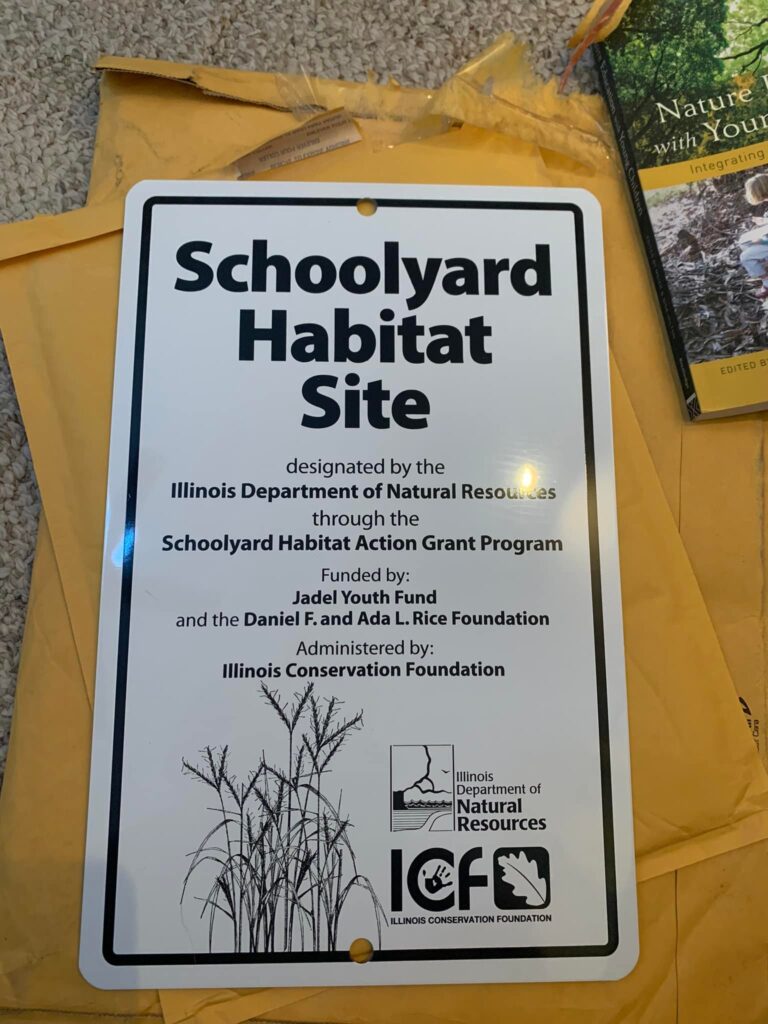 Schoolyard
Habitat
Site
designated by the
Illinois Department of Natural Resources
through the
Schoolyard Habitat Action Grant Program
Funded by:
Jadel Youth Fund
and the Daniel F. and Ada L. Rice Foundation
Administered by:
Illinois Conservation Foundation
Illinois
Department of
Natural
Resources
ICF
ILLINOIS CONSERVATION FOUNDATION
Nature
with Your
Integrating
EDITED
Children